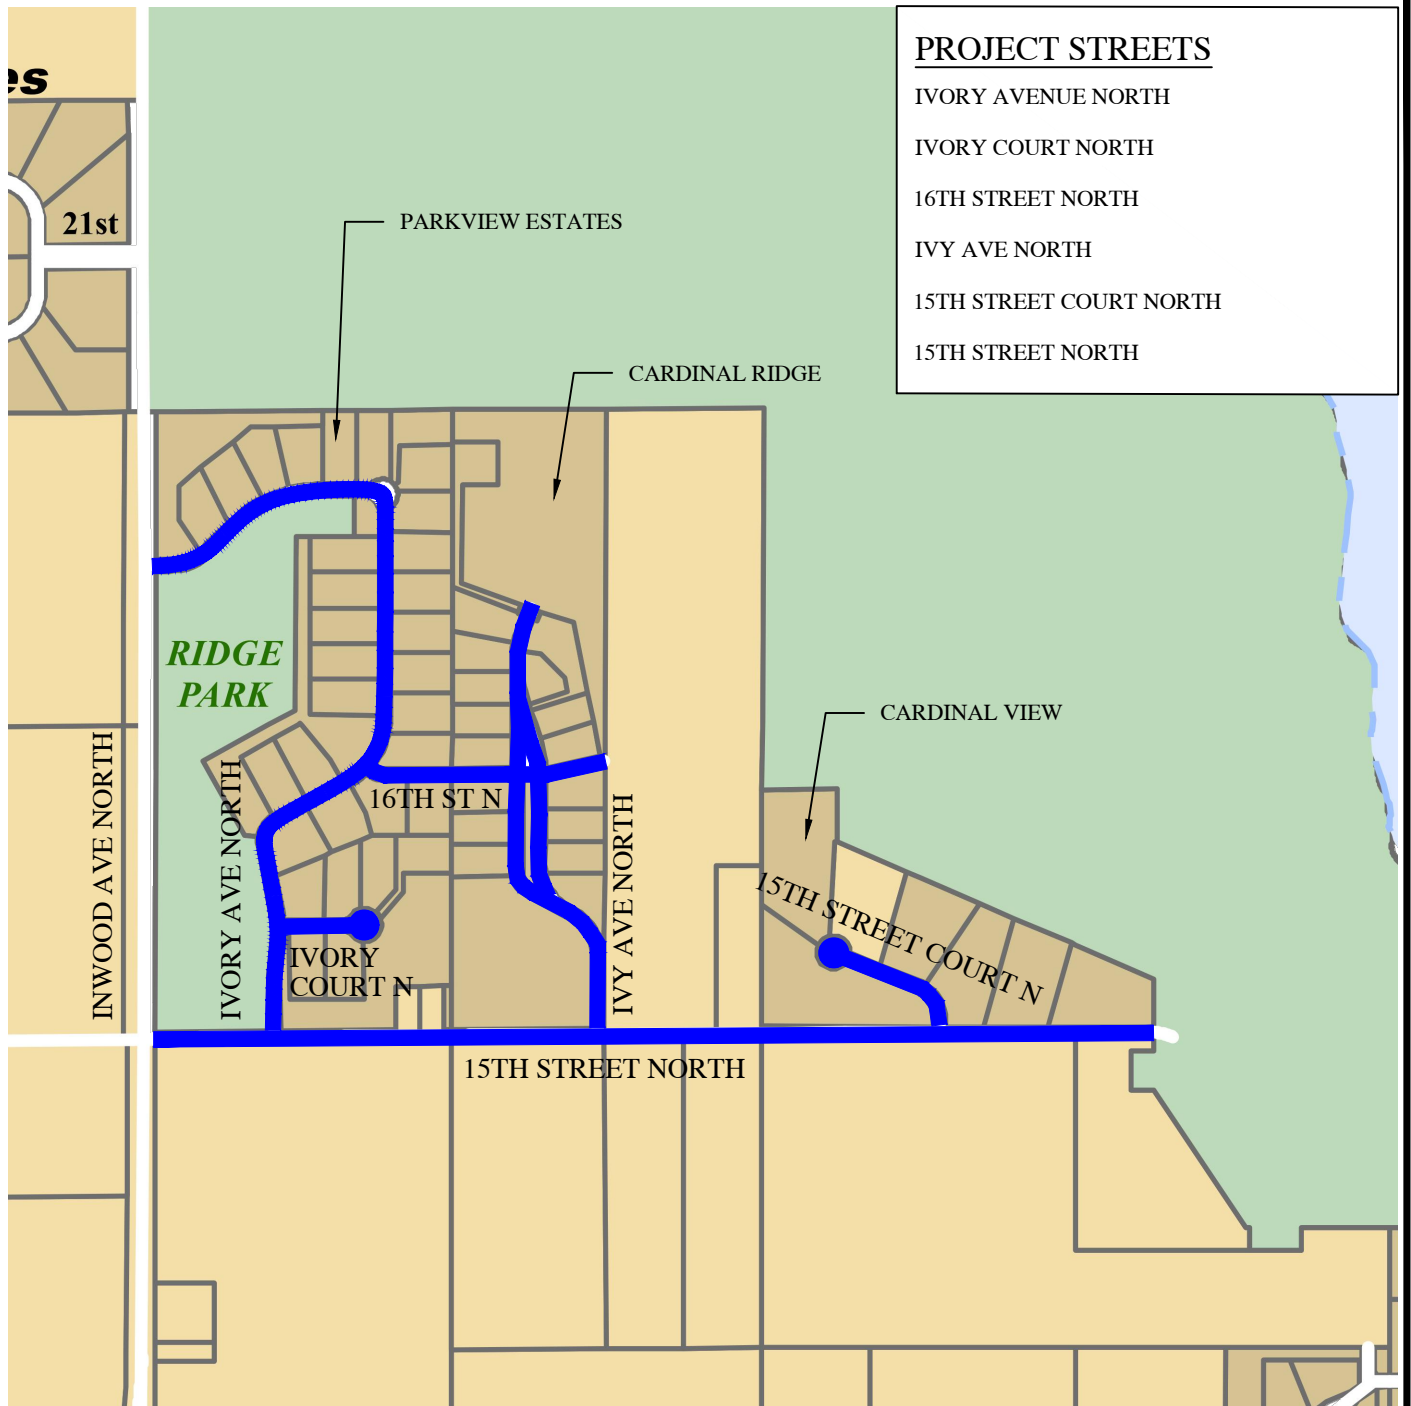 PROJECT STREETS
IVORY AVENUE NORTH
IVORY COURT NORTH
16TH STREET NORTH
IVY AVE NORTH
15TH STREET COURT NORTH
15TH STREET NORTH
es
21st
PARKVIEW ESTATES
CARDINAL RIDGE
RIDGE
PARK
CARDINAL VIEW
INWOOD AVE NORTH
IVORY AVE NORTH
16TH ST N
IVY AVE NORTH
15TH STREET COURT N
IVORY
COURT N
15TH STREET NORTH